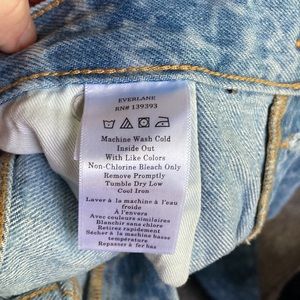 EVERLANE
RN# 139393
Machine Wash Cold
Inside Out
With Like Colors
Non-Chlorine Bleach Only
Remove Promptly
Tumble Dry Low
Cool Iron
Laver à la machine à l'eau
froide
À l'envers
Avec couleurs similaires
Blanchir sans chlore
Retirez rapidement
Sécher à la machine basse
température
Repasser à fer bas